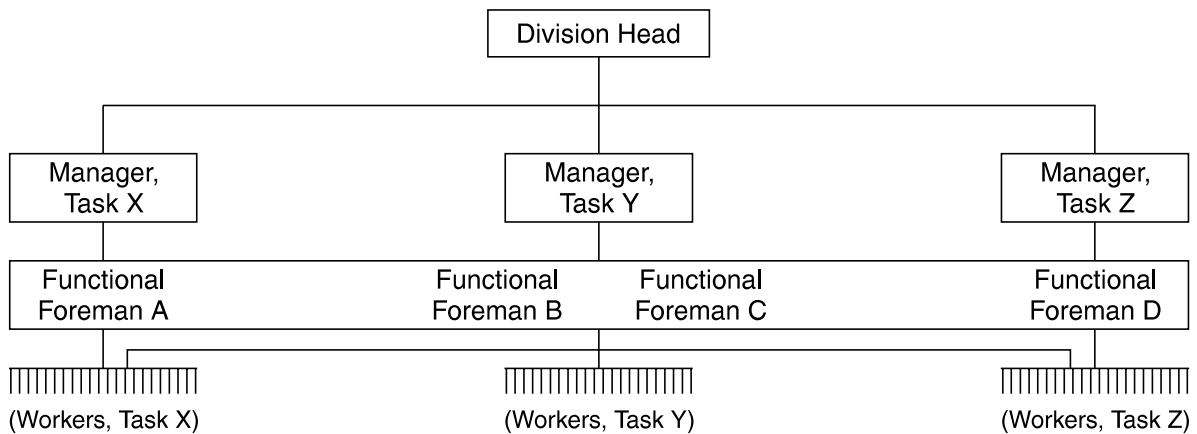 Division Head
Manager,
Task X
Manager,
Task Y
Manager,
Task Z
Functional
Foreman A
Functional
Foreman B
Functional
Foreman C
Functional
Foreman D
(Workers, Task X)
(Workers, Task Y)
(Workers, Task Z)